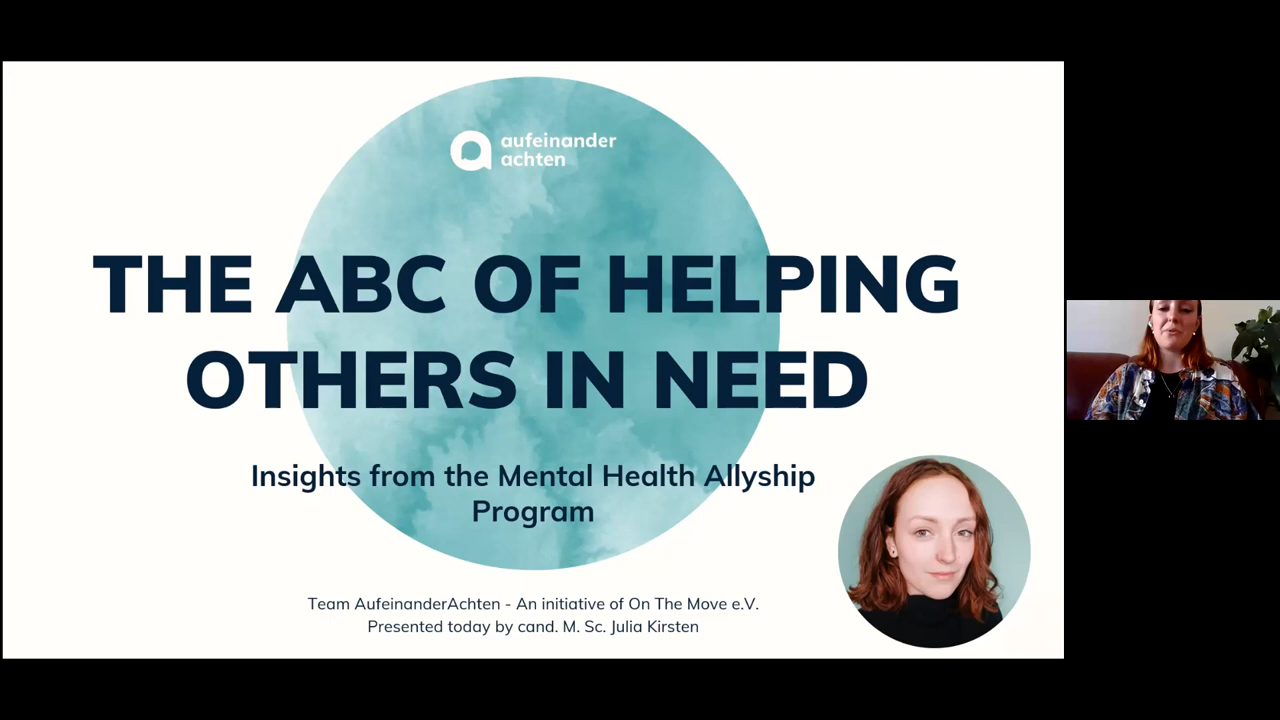 aufeinander
achten
THE ABC OF HELPING
OTHERS IN NEED
Insights from the Mental Health Allyship
Program
Team AufeinanderAchten - An initiative of On The Move e.V.
Presented today by cand. M. Sc. Julia Kirsten